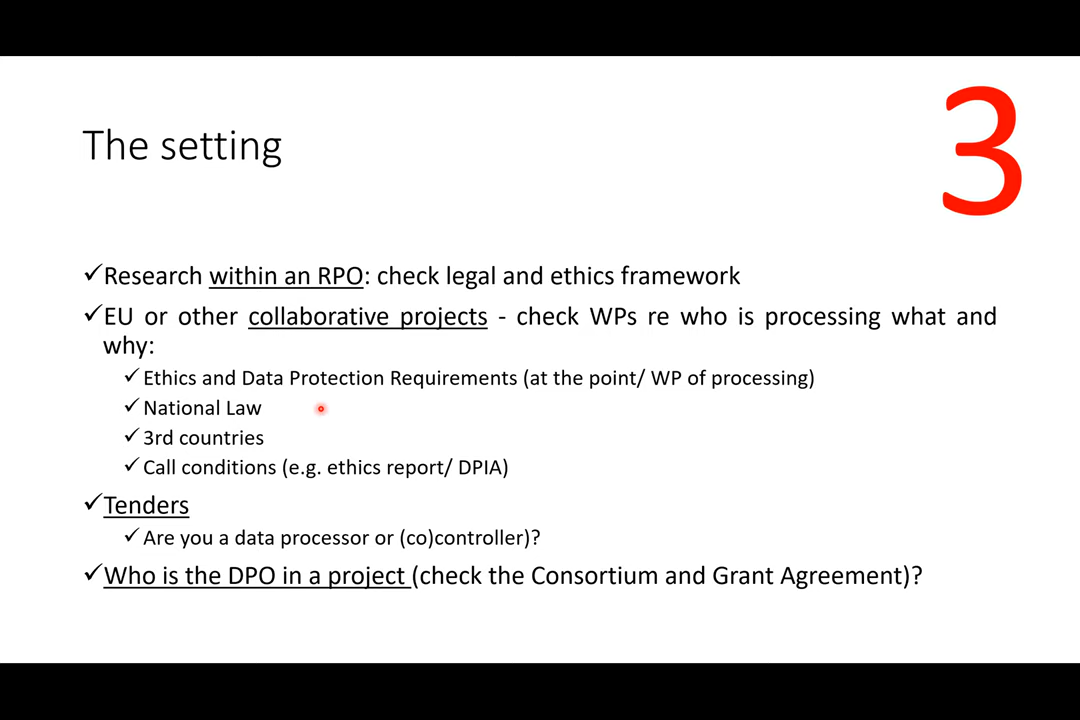 3
The setting
✓Research within an RPO: check legal and ethics framework
✓EU or other collaborative projects - check WPs re who is processing what and
why:
✓Ethics and Data Protection Requirements (at the point/ WP of processing)
✓National Law
✓3rd countries
✓Call conditions (e.g. ethics report/ DPIA)
✓Tenders
✓Are you a data processor or (co)controller)?
✓Who is the DPO in a project (check the Consortium and Grant Agreement)?